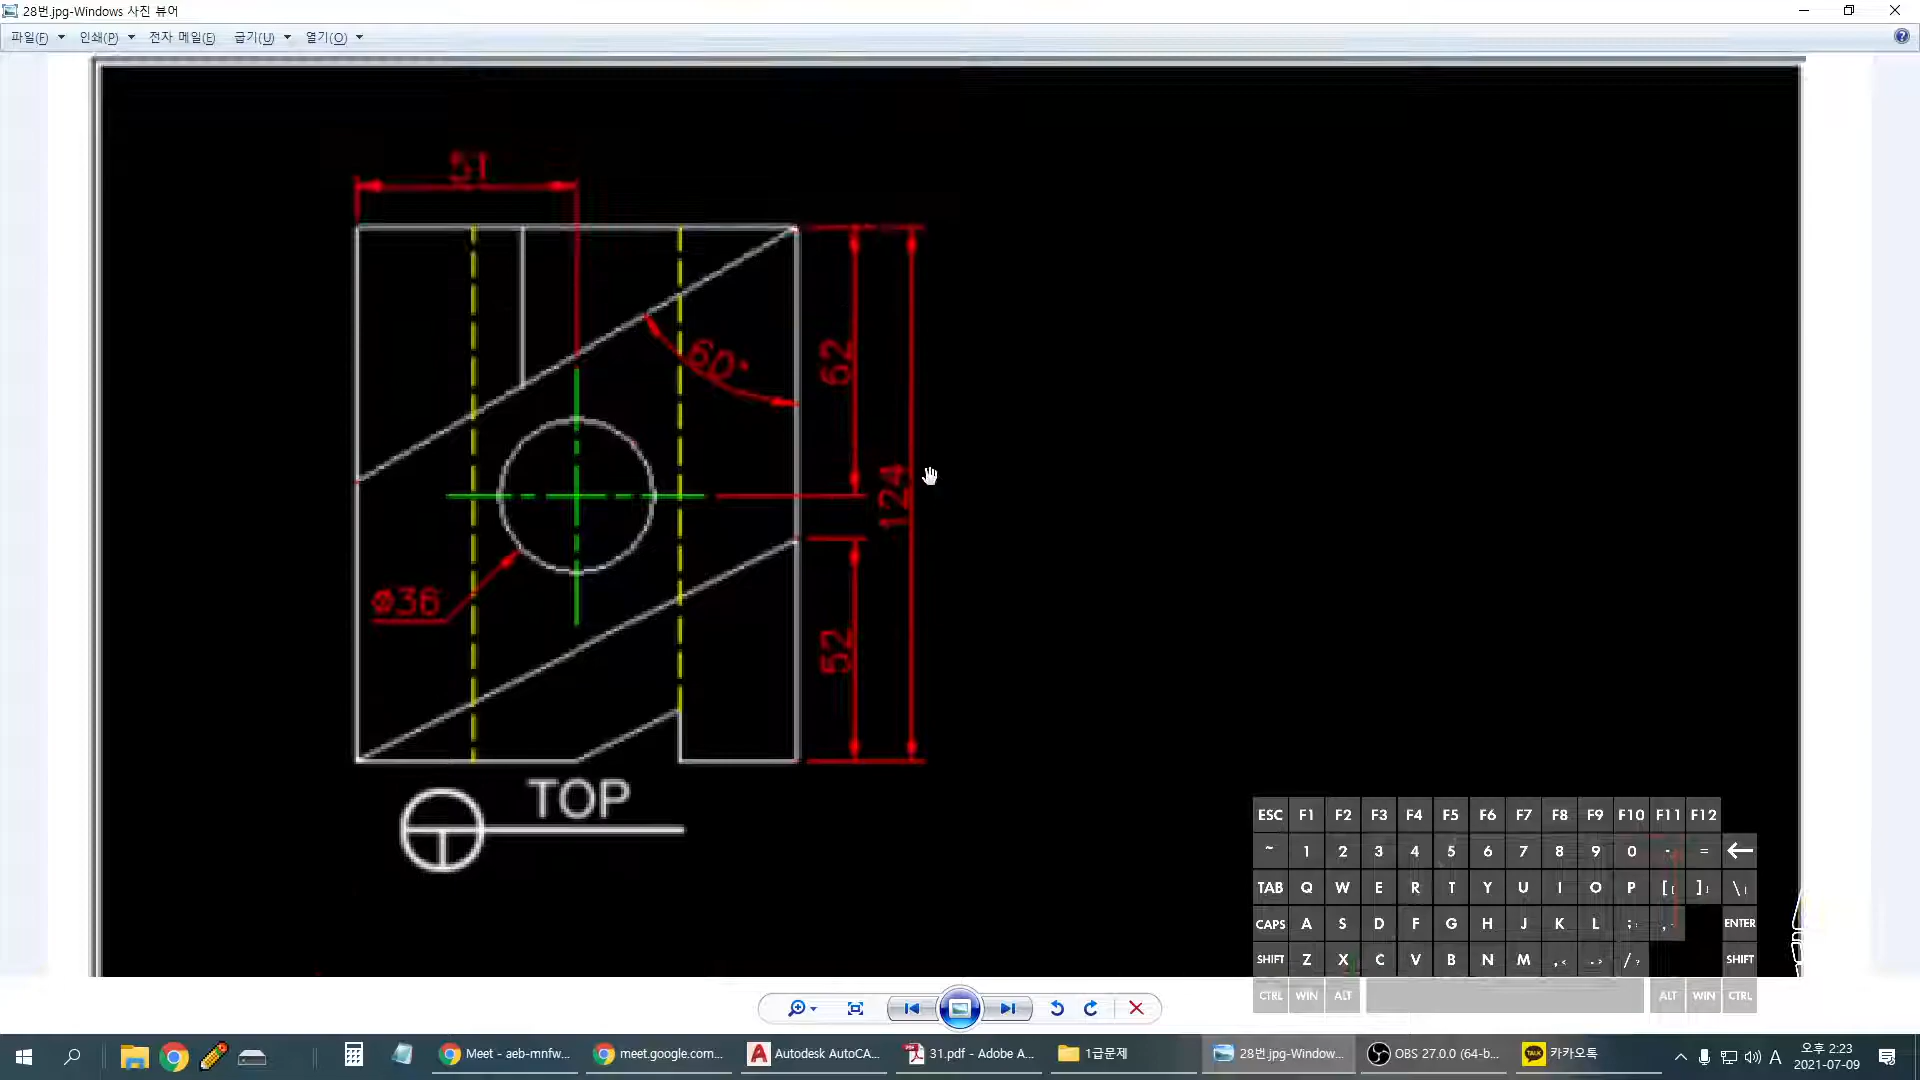 28번.jpg-Windows 사진 뷰어
파일(F) 인쇄(P) 전자 메일(E) 굽기(U) 열기(O)
51
60°
62
124
ø36
52
TOP
ESC F1 F2 F3 F4 F5 F6 F7 F8 F9 F10 F11 F12
~ 1 2 3 4 5 6 7 8 9 0 - =
TAB Q W E R T Y U I O P [ ] \
CAPS A S D F G H J K L ; ENTER
SHIFT Z X C V B N M , . / SHIFT
CTRL WIN ALT ALT WIN CTRL
Meet - aeb-mnfw... meet.google.com... Autodesk AutoCA... 31.pdf - Adobe A... 1급문제 28번.jpg-Window... OBS 27.0.0 (64-b... 카카오톡 A 오후 2:23
2021-07-09